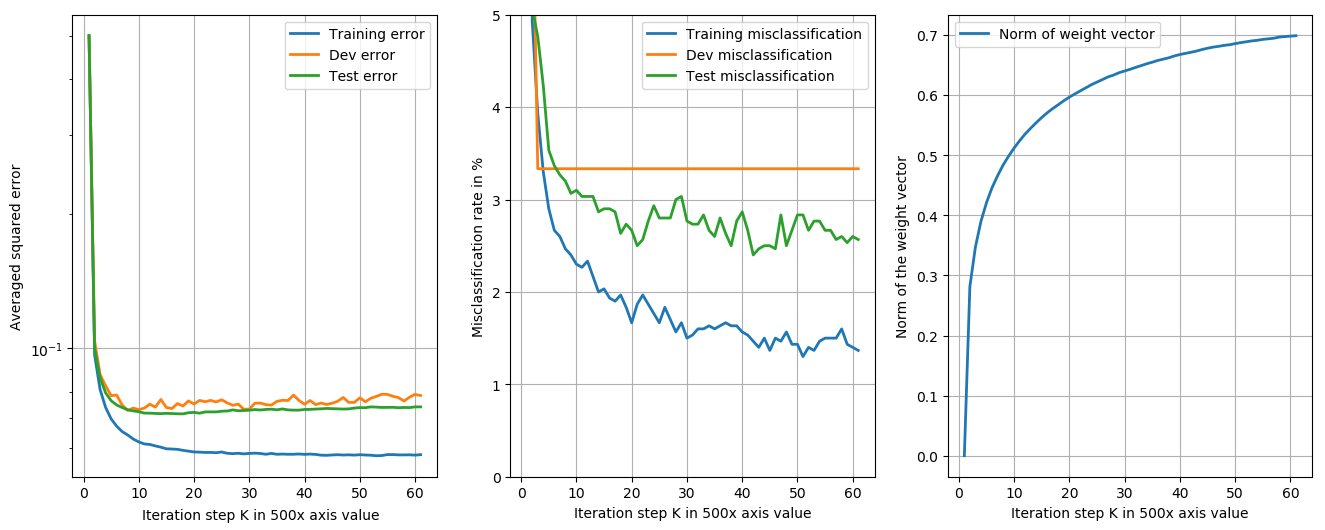 Averaged squared error
10⁻¹
Training error
Dev error
Test error
0 10 20 30 40 50 60
Iteration step K in 500x axis value
Misclassification rate in %
5
4
3
2
1
0
Training misclassification
Dev misclassification
Test misclassification
0 10 20 30 40 50 60
Iteration step K in 500x axis value
Norm of the weight vector
0.7
0.6
0.5
0.4
0.3
0.2
0.1
0.0
Norm of weight vector
0 10 20 30 40 50 60
Iteration step K in 500x axis value